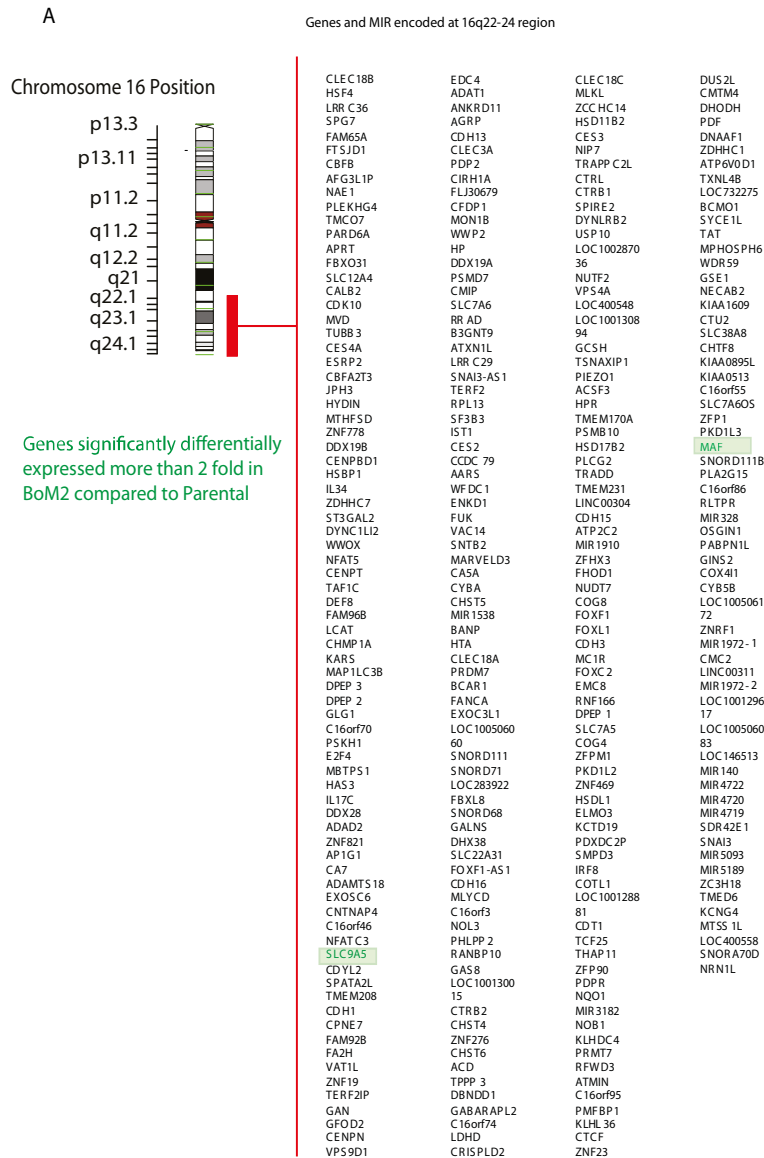 A
Genes and MIR encoded at 16q22-24 region
Chromosome 16 Position
p13.3
p13.11
p11.2
q11.2
q12.2
q21
q22.1
q23.1
q24.1
Genes significantly differentially
expressed more than 2 fold in
BoM2 compared to Parental
CLEC18B
HSF4
LRRC36
SPG7
FAM65A
FTSJD1
CBFB
AFG3L1P
NAE1
PLEKHG4
TMCO7
PARD6A
APRT
FBXO31
SLC12A4
CALB2
CDK10
MVD
TUBB3
CES4A
ESRP2
CBFA2T3
JPH3
HYDIN
MTHFSD
ZNF778
DDX19B
CENPBD1
HSBP1
IL34
ZDHHC7
ST3GAL2
DYNC1LI2
WWOX
NFAT5
CENPT
TAF1C
DEF8
FAM96B
LCAT
CHMP1A
KARS
MAP1LC3B
DPEP 3
DPEP 2
GLG1
C16orf70
PSKH1
E2F4
MBTPS1
HAS3
IL17C
DDX28
ADAD2
ZNF821
AP1G1
CA7
ADAMTS18
EXOSC6
CNTNAP4
C16orf46
NFATC3
SLC9A5
CDYL2
SPATA2L
TMEM208
CDH1
CPNE7
FAM92B
FA2H
VAT1L
ZNF19
TERF2IP
GAN
GFOD2
CENPN
VPS9D1
EDC4
ADAT1
ANKRD11
AGRP
CDH13
CLEC3A
PDP2
CIRH1A
FLJ30679
CFDP1
MON1B
WWP2
HP
DDX19A
PSMD7
CMIP
SLC7A6
RRAD
B3GNT9
ATXN1L
LRRC29
SNAI3-AS1
TERF2
RPL13
SF3B3
IST1
CES2
CCDC 79
AARS
WFDC1
ENKD1
FUK
VAC14
SNTB2
MARVELD3
CA5A
CYBA
CHST5
MIR1538
BANP
HTA
CLEC18A
PRDM7
BCAR1
FANCA
EXOC3L1
LOC1005060
60
SNORD111
SNORD71
LOC283922
FBXL8
SNORD68
GALNS
DHX38
SLC22A31
FOXF1-AS1
CDH16
MLYCD
C16orf3
NOL3
PHLPP 2
RANBP10
GAS8
LOC1001300
15
CTRB2
CHST4
ZNF276
CHST6
ACD
TPPP 3
DBNDD1
GABARAPL2
C16orf74
LDHD
CRISPLD2
CLEC18C
MLKL
ZCCHC14
HSD11B2
CES3
NIP7
TRAPPC2L
CTRL
CTRB1
SPIRE2
DYNLRB2
USP10
LOC1002870
36
NUTF2
VPS4A
LOC400548
LOC1001308
94
GCSH
TSNAXIP1
PIEZO1
ACSF3
HPR
TMEM170A
PSMB10
HSD17B2
PLCG2
TRADD
TMEM231
LINC00304
CDH15
ATP2C2
MIR1910
ZFHX3
FHOD1
NUDT7
COG8
FOXF1
FOXL1
CDH3
MC1R
FOXC2
EMC8
RNF166
DPEP 1
SLC7A5
COG4
ZFPM1
PKD1L2
ZNF469
HSDL1
ELMO3
KCTD19
PDXDC2P
SMPD3
IRF8
COTL1
LOC1001288
81
CDT1
TCF25
THAP11
ZFP90
PDPR
NQO1
MIR3182
NOB1
KLHDC4
PRMT7
RFWD3
ATMIN
C16orf95
PMFBP1
KLHL36
CTCF
ZNF23
DUS2L
CMTM4
DHODH
PDF
DNAAF1
ZDHHC1
ATP6V0D1
TXNL4B
LOC732275
BCMO1
SYCE1L
TAT
MPHOSPH6
WDR59
GSE1
NECAB2
KIAA1609
CTU2
SLC38A8
CHTF8
KIAA0895L
KIAA0513
C16orf55
SLC7A6OS
ZFP1
PKD1L3
MAF
SNORD111B
PLA2G15
C16orf86
RLTPR
MIR328
OSGIN1
PABPN1L
GINS2
COX4I1
CYB5B
LOC1005061
72
ZNRF1
MIR1972-1
CMC2
LINC00311
MIR1972-2
LOC1001296
17
LOC1005060
83
LOC146513
MIR140
MIR4722
MIR4720
MIR4719
SDR42E1
SNAI3
MIR5093
MIR5189
ZC3H18
TMED6
KCNG4
MTSS1L
LOC400558
SNORA70D
NRN1L